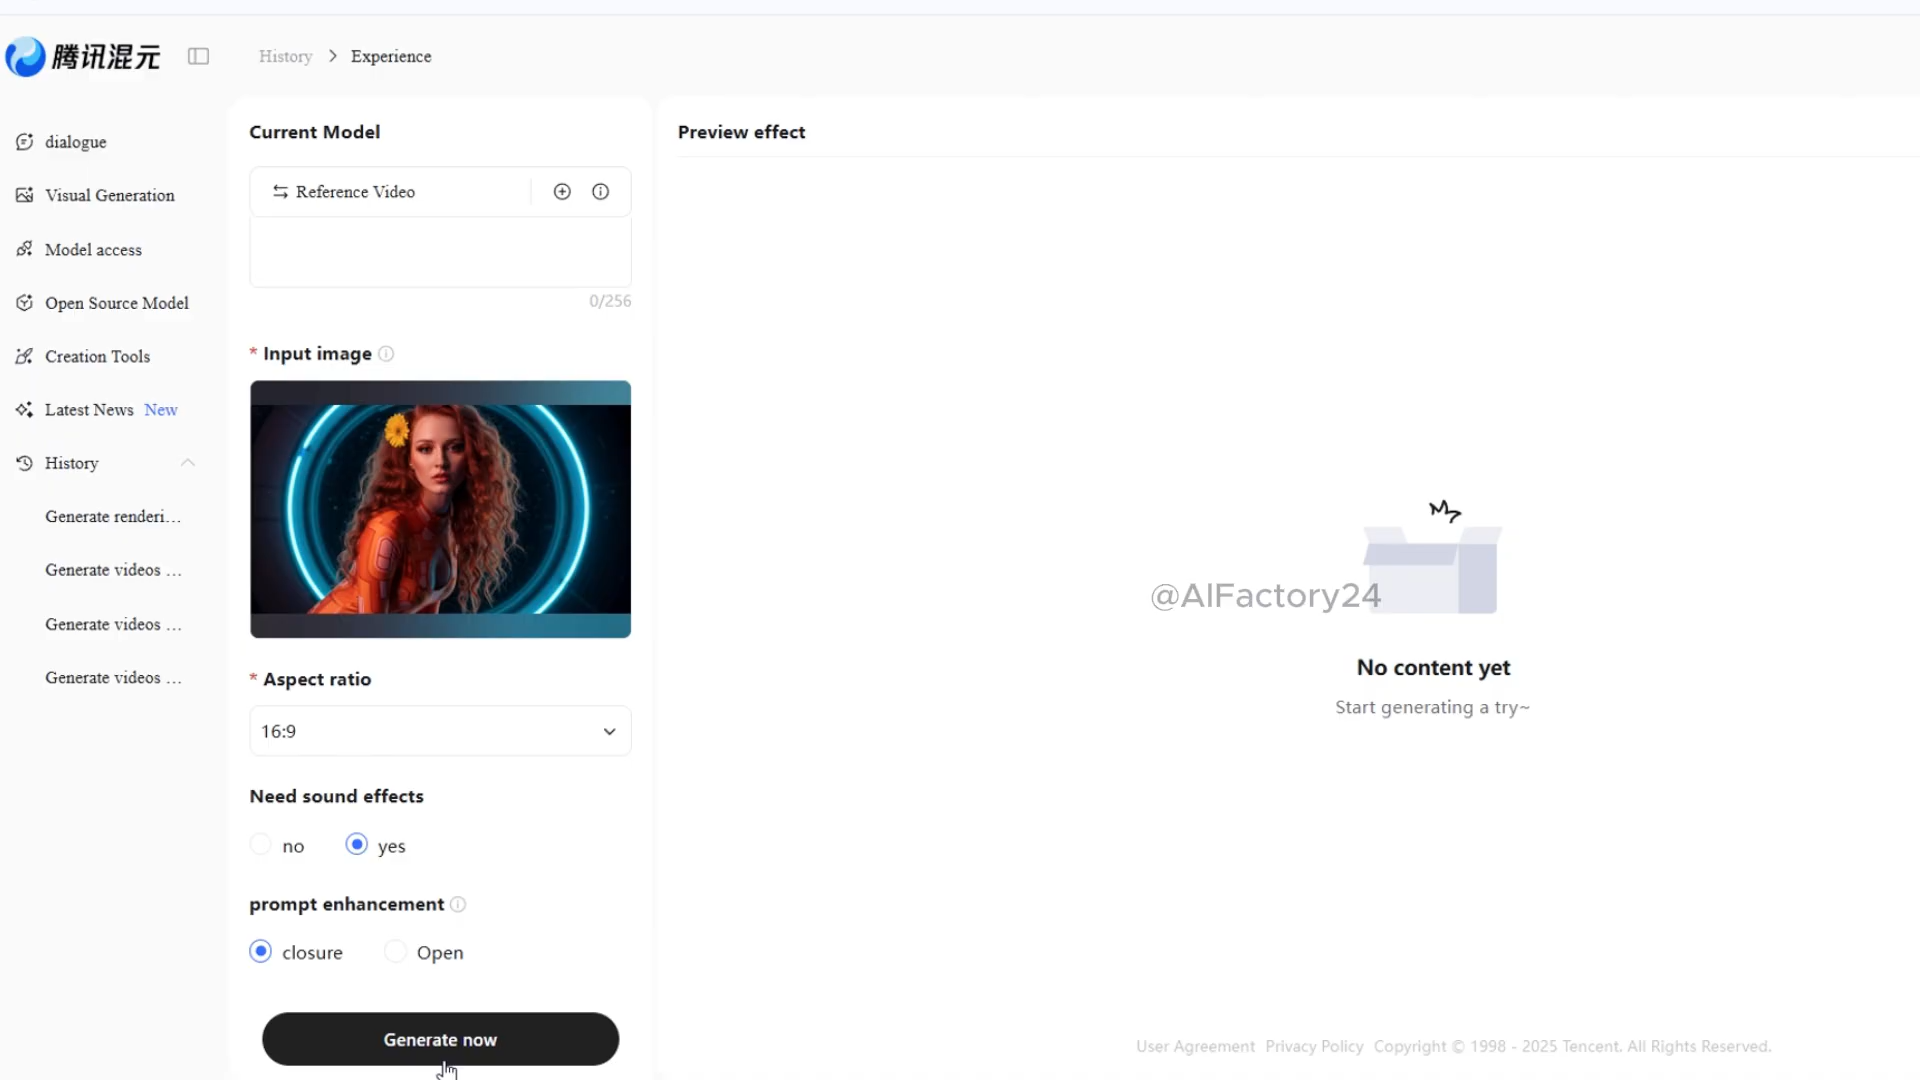 腾讯混元
History > Experience
dialogue
Visual Generation
Model access
Open Source Model
Creation Tools
Latest News New
History
Generate renderi...
Generate videos ...
Generate videos ...
Generate videos ...
Current Model
Reference Video
0/256
* Input image
* Aspect ratio
16:9
Need sound effects
no yes
prompt enhancement
closure Open
Generate now
Preview effect
@AIFactory24
No content yet
Start generating a try~
User Agreement Privacy Policy Copyright © 1998 - 2025 Tencent. All Rights Reserved.